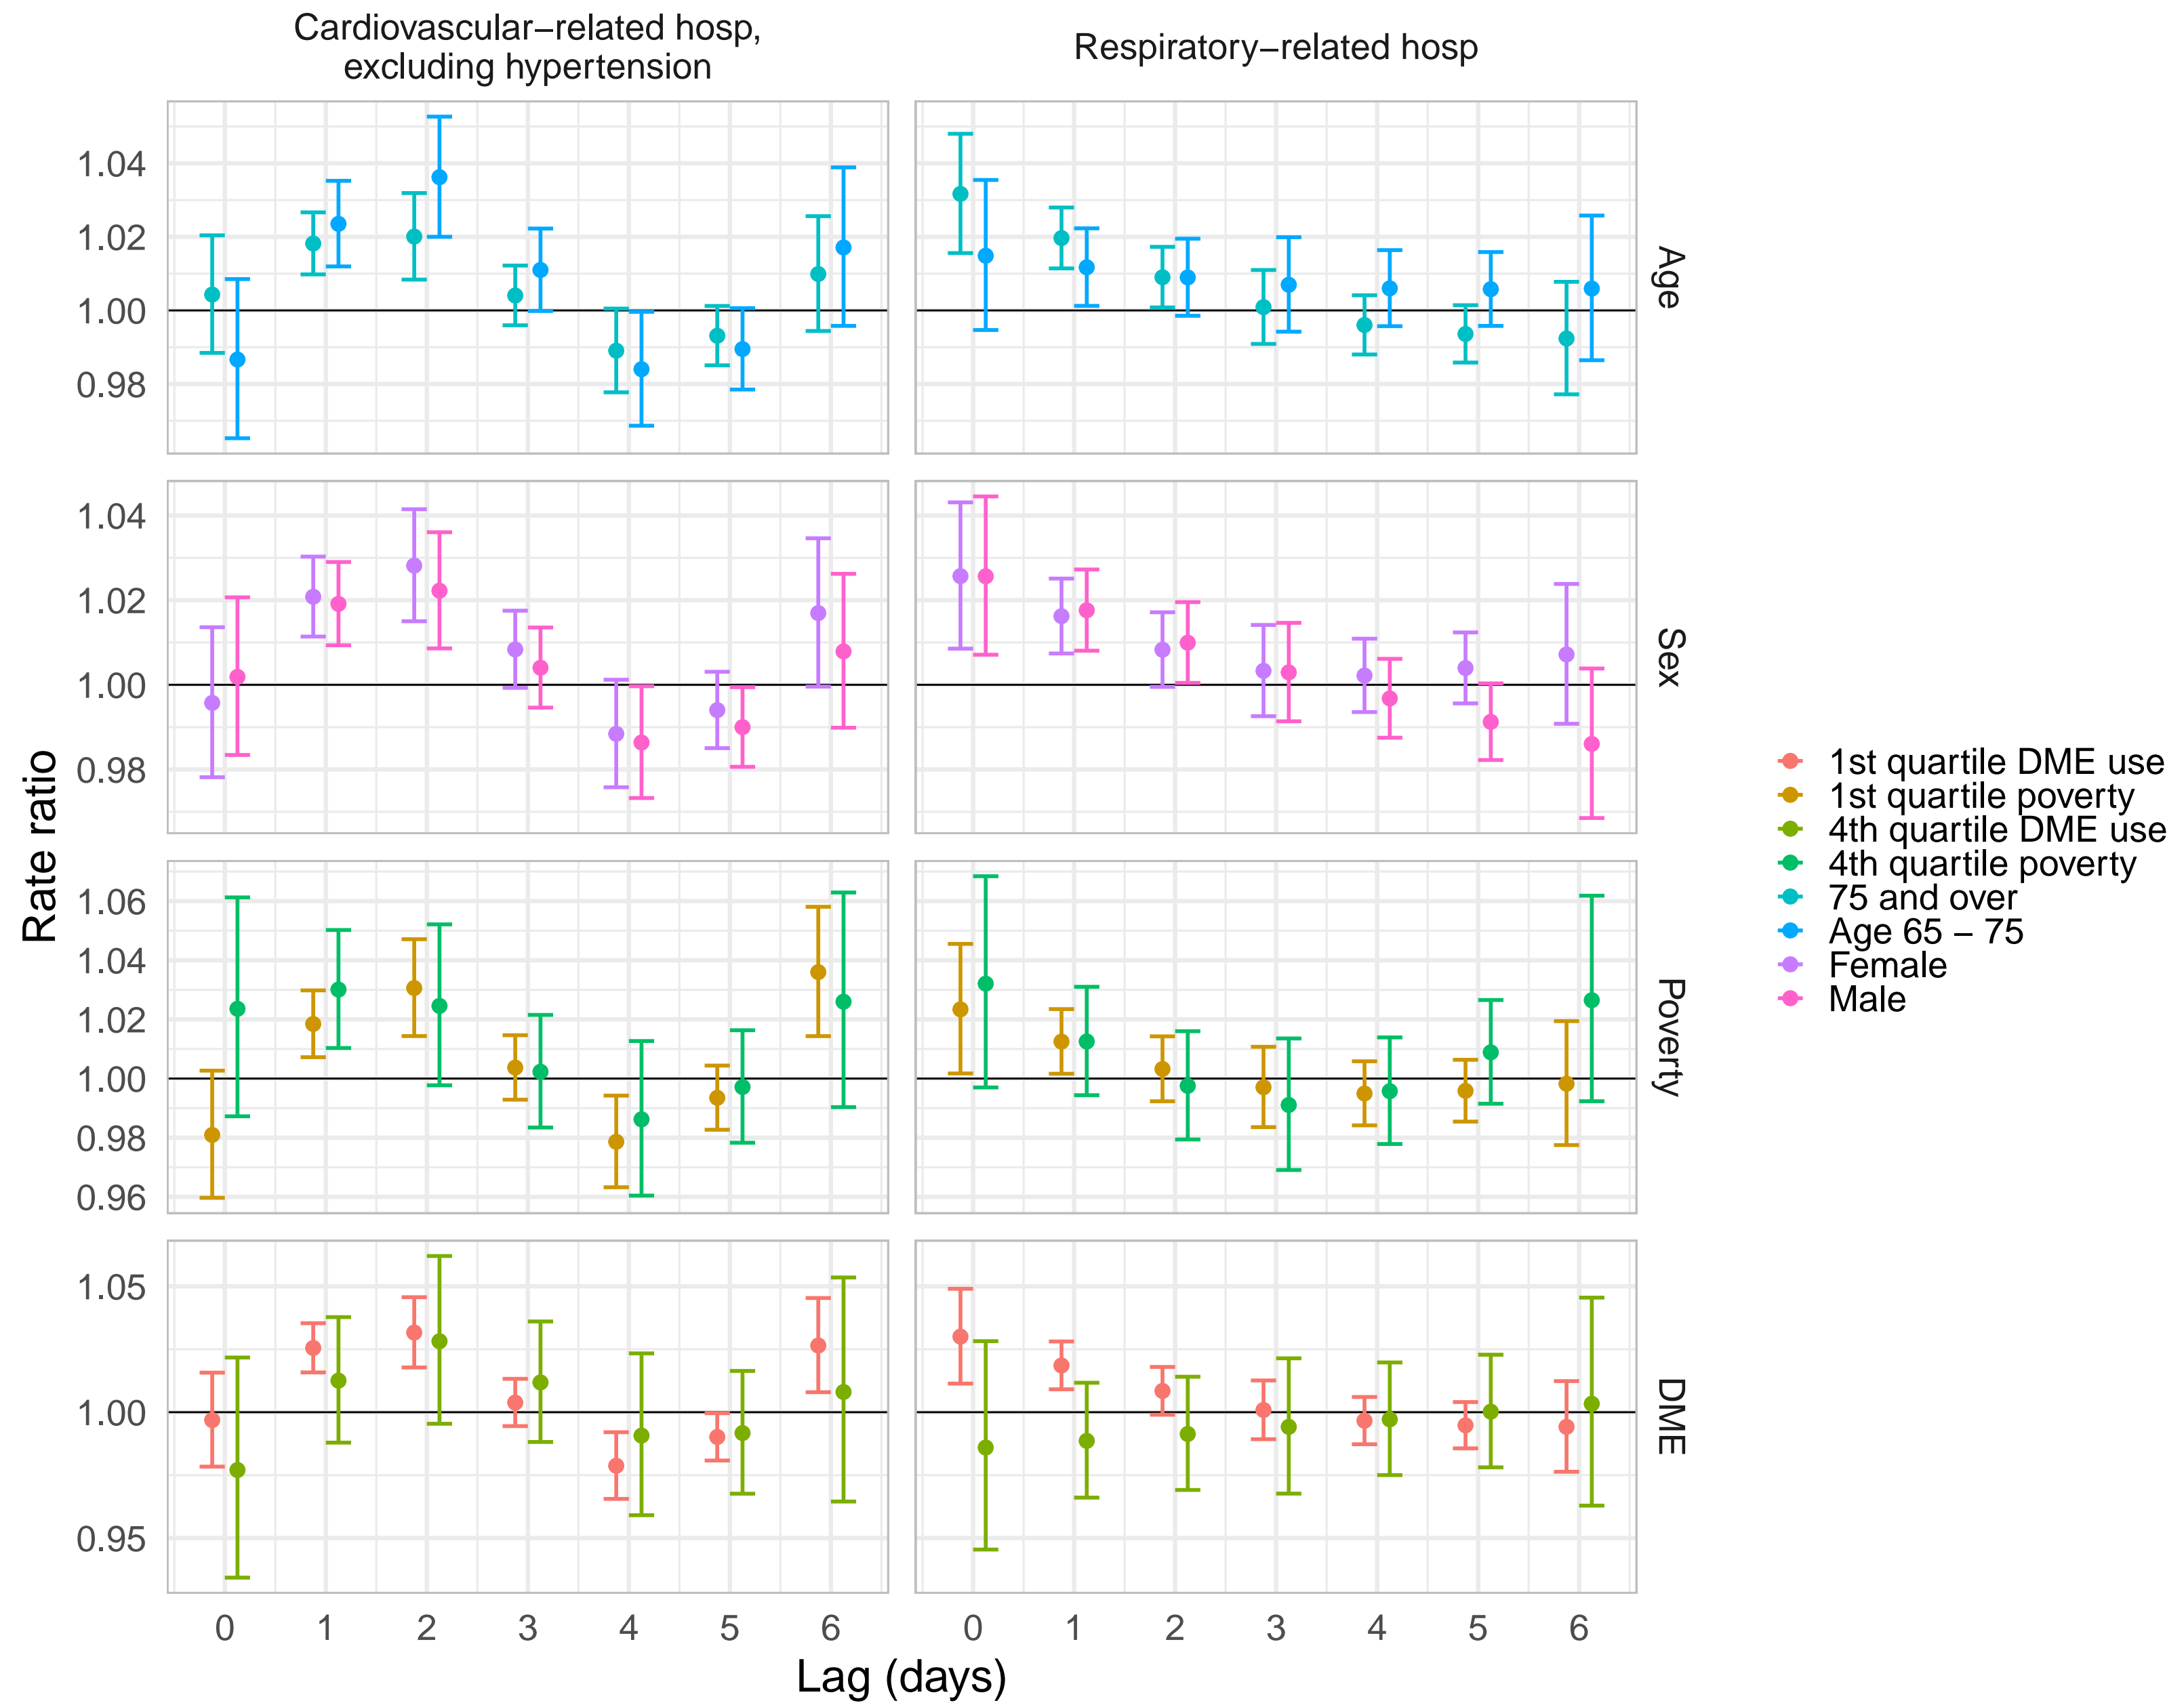 Cardiovascular−related hosp,
excluding hypertension
Respiratory−related hosp
1.04
1.02
1.00
0.98
Age
1.04
1.02
1.00
0.98
Sex
1.06
1.04
1.02
1.00
0.98
0.96
Poverty
1.05
1.00
0.95
DME
0 1 2 3 4 5 6
0 1 2 3 4 5 6
Lag (days)
Rate ratio
1st quartile DME use
1st quartile poverty
4th quartile DME use
4th quartile poverty
75 and over
Age 65 − 75
Female
Male